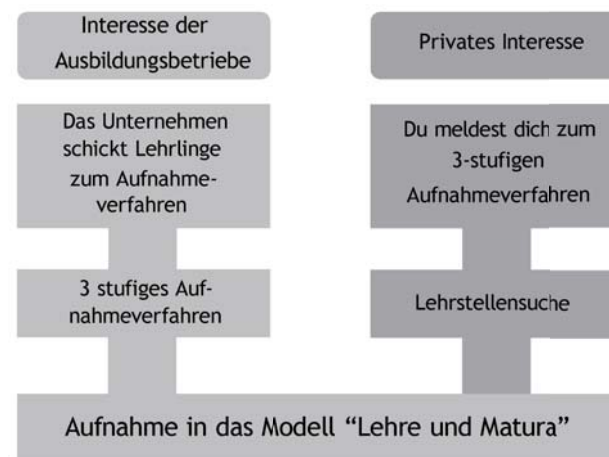 Interesse der
Ausbildungsbetriebe
Das Unternehmen
schickt Lehrlinge
zum Aufnahme-
verfahren
3 stufiges Auf-
nahmeverfahren
Privates Interesse
Du meldest dich zum
3-stufigen
Aufnahmeverfahren
Lehrstellensuche
Aufnahme in das Modell “Lehre und Matura”